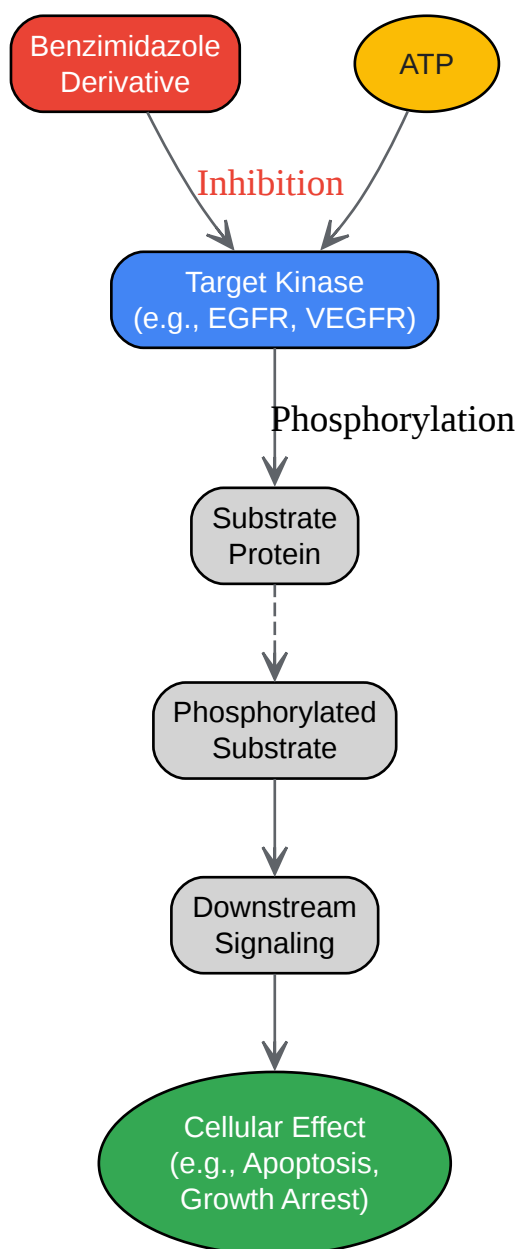 Benzimidazole
Derivative
ATP
Inhibition
Target Kinase
(e.g., EGFR, VEGFR)
Phosphorylation
Substrate
Protein
Phosphorylated
Substrate
Downstream
Signaling
Cellular Effect
(e.g., Apoptosis,
Growth Arrest)